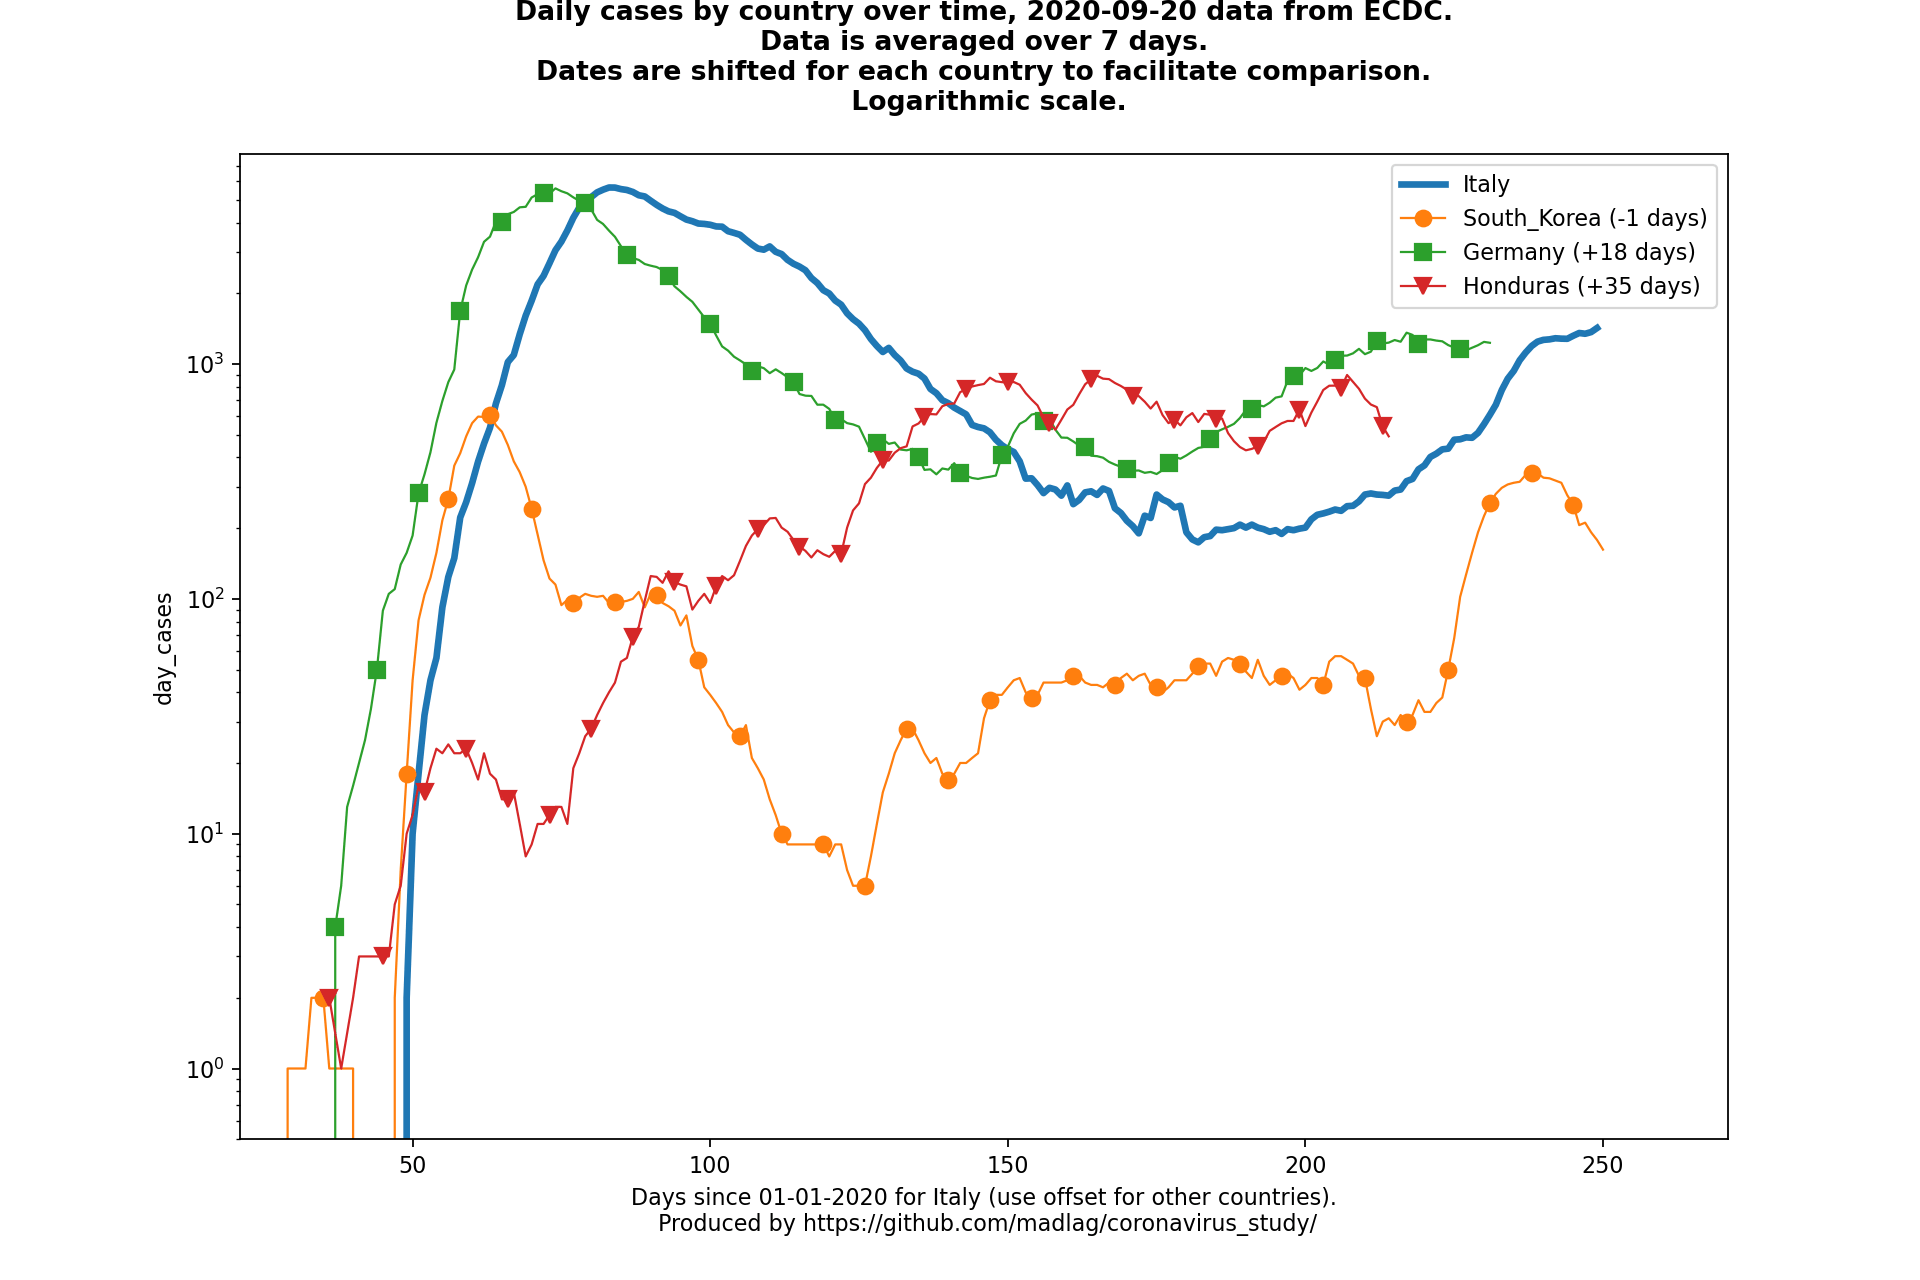 Daily cases by country over time, 2020-09-20 data from ECDC.
Data is averaged over 7 days.
Dates are shifted for each country to facilitate comparison.
Logarithmic scale.
Italy
South_Korea (-1 days)
Germany (+18 days)
Honduras (+35 days)
day_cases
10³
10²
10¹
10⁰
50
100
150
200
250
Days since 01-01-2020 for Italy (use offset for other countries).
Produced by https://github.com/madlag/coronavirus_study/